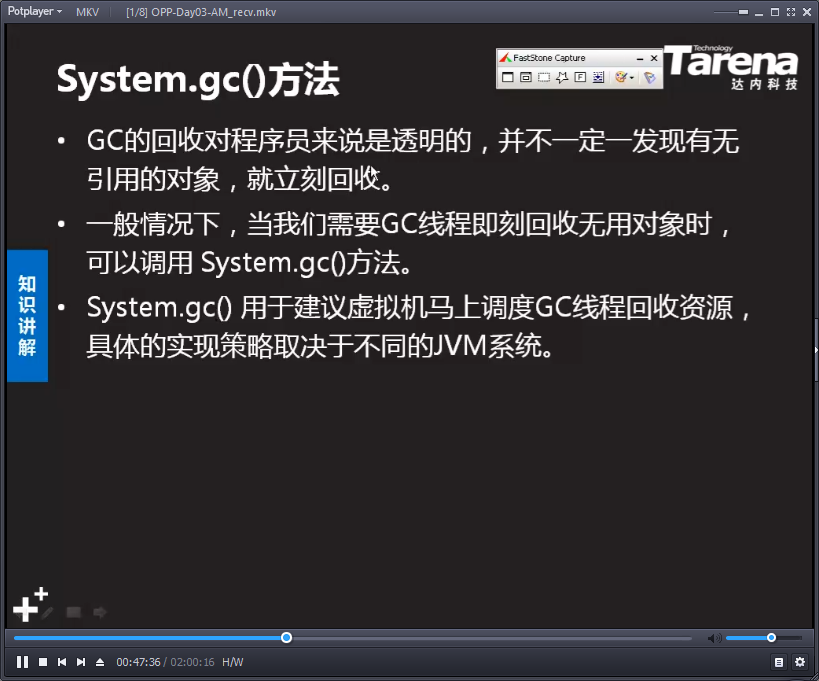 Potplayer MKV [1/8] OPP-Day03-AM_recv.mkv
System.gc()方法
FastStone Capture
Technology
Tarena
达内科技
• GC的回收对程序员来说是透明的，并不一定一发现有无
引用的对象，就立刻回收。
• 一般情况下，当我们需要GC线程即刻回收无用对象时，
可以调用 System.gc()方法。
• System.gc() 用于建议虚拟机马上调度GC线程回收资源，
具体的实现策略取决于不同的JVM系统。
知识讲解
00:47:36 / 02:00:16 H/W